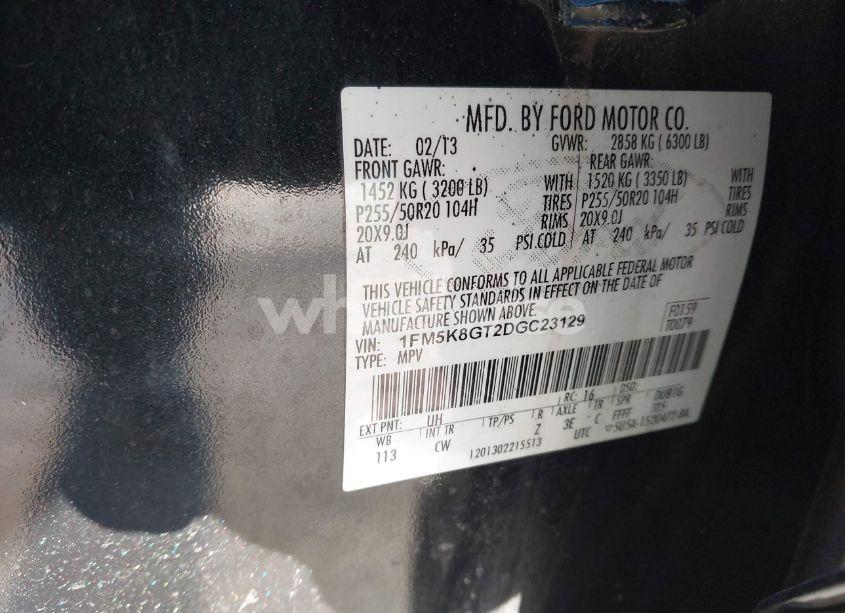 MFD. BY FORD MOTOR CO.
DATE: 02/13 GVWR: 2858 KG ( 6300 LB)
FRONT GAWR: REAR GAWR:
1452 KG ( 3200 LB) WITH 1520 KG ( 3350 LB) WITH
P255/50R20 104H TIRES P255/50R20 104H TIRES
20X9.0J RIMS 20X9.0J RIMS
AT 240 kPa/ 35 PSI COLD AT 240 kPa/ 35 PSI COLD
THIS VEHICLE CONFORMS TO ALL APPLICABLE FEDERAL MOTOR
VEHICLE SAFETY STANDARDS IN EFFECT ON THE DATE OF
MANUFACTURE SHOWN ABOVE.
VIN: 1FM5K8GT2DGC23129
TYPE: MPV
F0159
T0079
EXT PNT: UH RC: 16 DSO:
WB INT TR TP/PS R AXLE TR SPR DUB1G
113 CW Z 3E C FFFF TDS
1201302215513 UTC